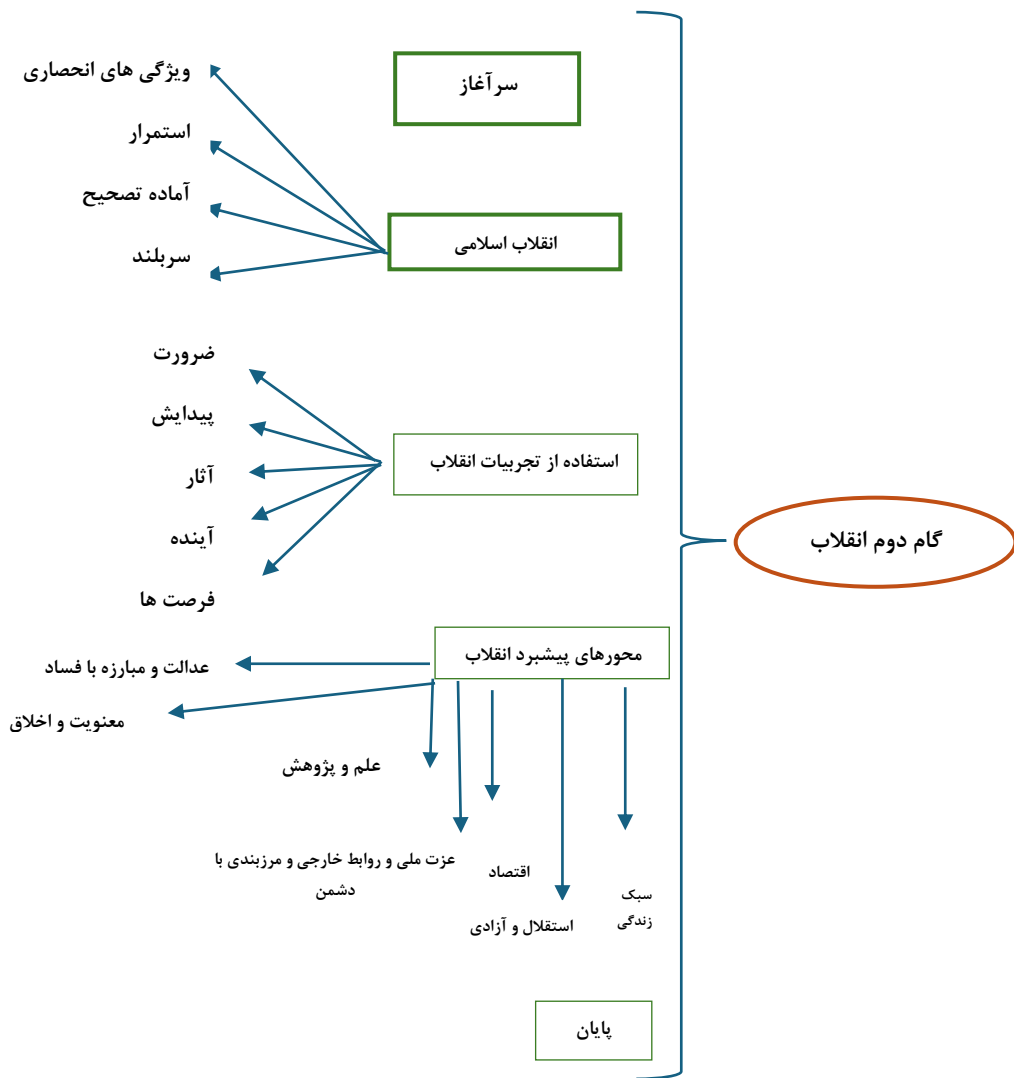 گام دوم انقلاب
سرآغاز
انقلاب اسلامی
ویژگی های انحصاری
استمرار
آماده تصحیح
سربلند
استفاده از تجربیات انقلاب
ضرورت
پیدایش
آثار
آینده
فرصت ها
محورهای پیشبرد انقلاب
عدالت و مبارزه با فساد
معنویت و اخلاق
علم و پژوهش
عزت ملی و روابط خارجی و مرزبندی با
دشمن
اقتصاد
استقلال و آزادی
سبک
زندگی
پایان